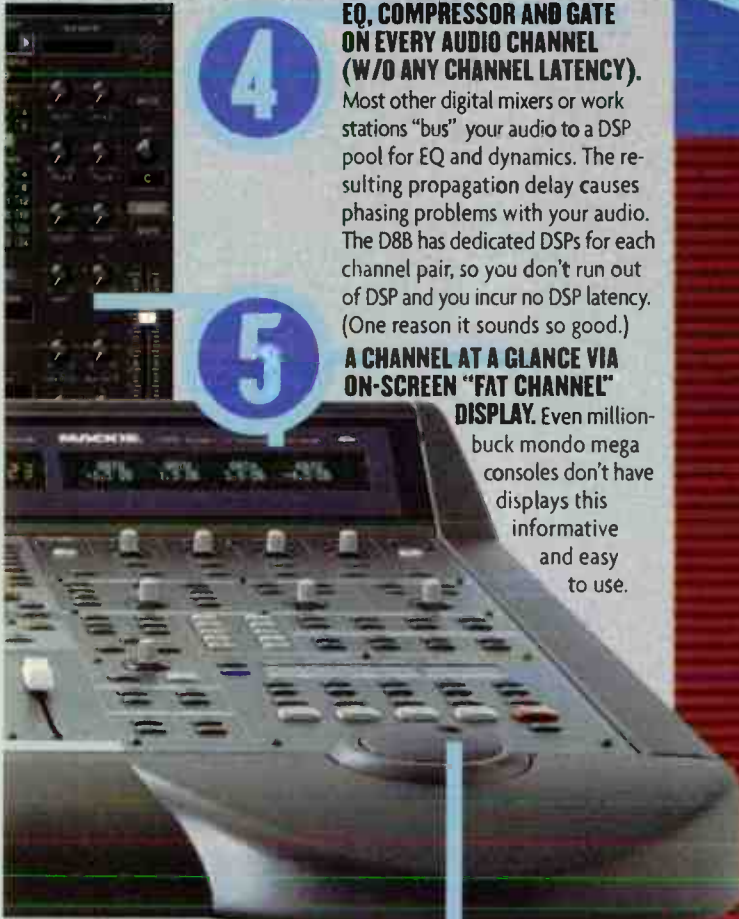 4
EQ, COMPRESSOR AND GATE
ON EVERY AUDIO CHANNEL
(W/O ANY CHANNEL LATENCY).
Most other digital mixers or work
stations "bus" your audio to a DSP
pool for EQ and dynamics. The re-
sulting propagation delay causes
phasing problems with your audio.
The D8B has dedicated DSPs for each
channel pair, so you don't run out
of DSP and you incur no DSP latency.
(One reason it sounds so good.)
5
A CHANNEL AT A GLANCE VIA
ON-SCREEN "FAT CHANNEL"
DISPLAY. Even million-
buck mondo mega
consoles don't have
displays this
informative
and easy
to use.
MACKIE.
C